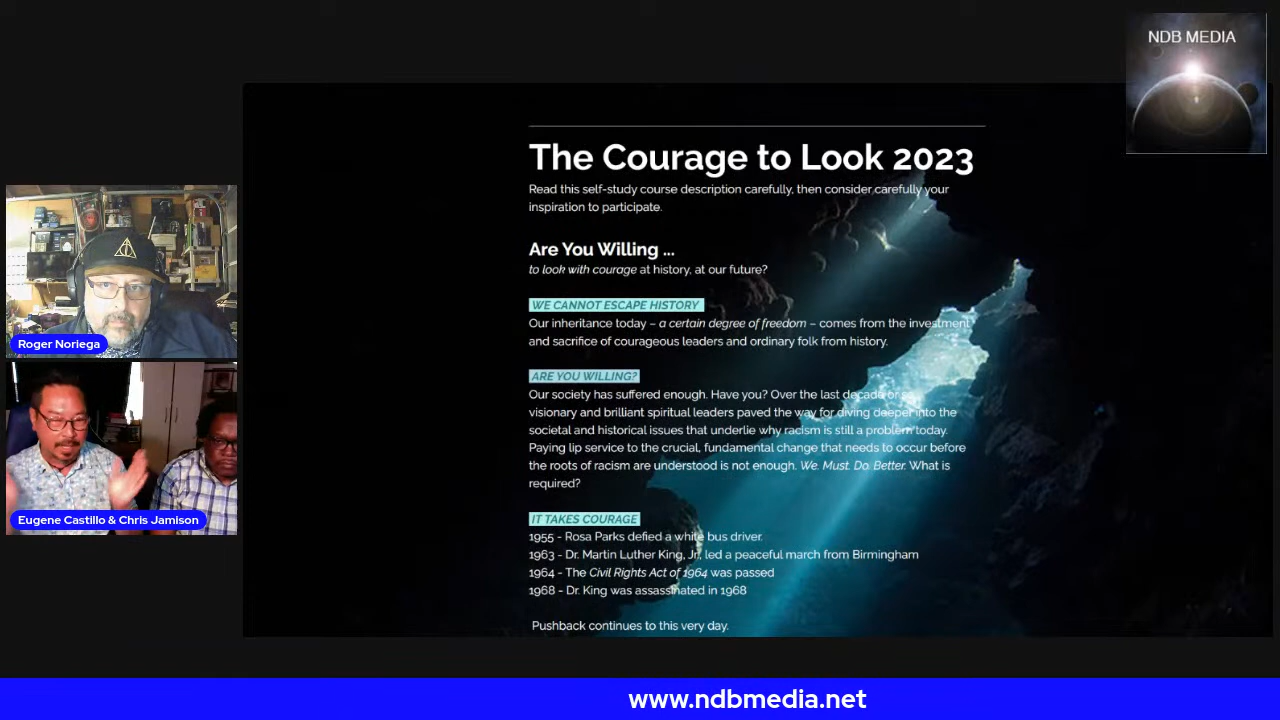 NDB MEDIA
The Courage to Look 2023
Read this self-study course description carefully, then consider carefully your
inspiration to participate.
Are You Willing ...
to look with courage at history, at our future?
WE CANNOT ESCAPE HISTORY
Our inheritance today – a certain degree of freedom – comes from the investment
and sacrifice of courageous leaders and ordinary folk from history.
ARE YOU WILLING?
Our society has suffered enough. Have you? Over the last decade or so,
visionary and brilliant spiritual leaders paved the way for diving deeper into the
societal and historical issues that underlie why racism is still a problem today.
Paying lip service to the crucial, fundamental change that needs to occur before
the roots of racism are understood is not enough. We. Must. Do. Better. What is
required?
IT TAKES COURAGE
1955 - Rosa Parks defied a white bus driver.
1963 - Dr. Martin Luther King, Jr., led a peaceful march from Birmingham
1964 - The Civil Rights Act of 1964 was passed
1968 - Dr. King was assassinated in 1968
Pushback continues to this very day.
Roger Noriega
Eugene Castillo & Chris Jamison
www.ndbmedia.net